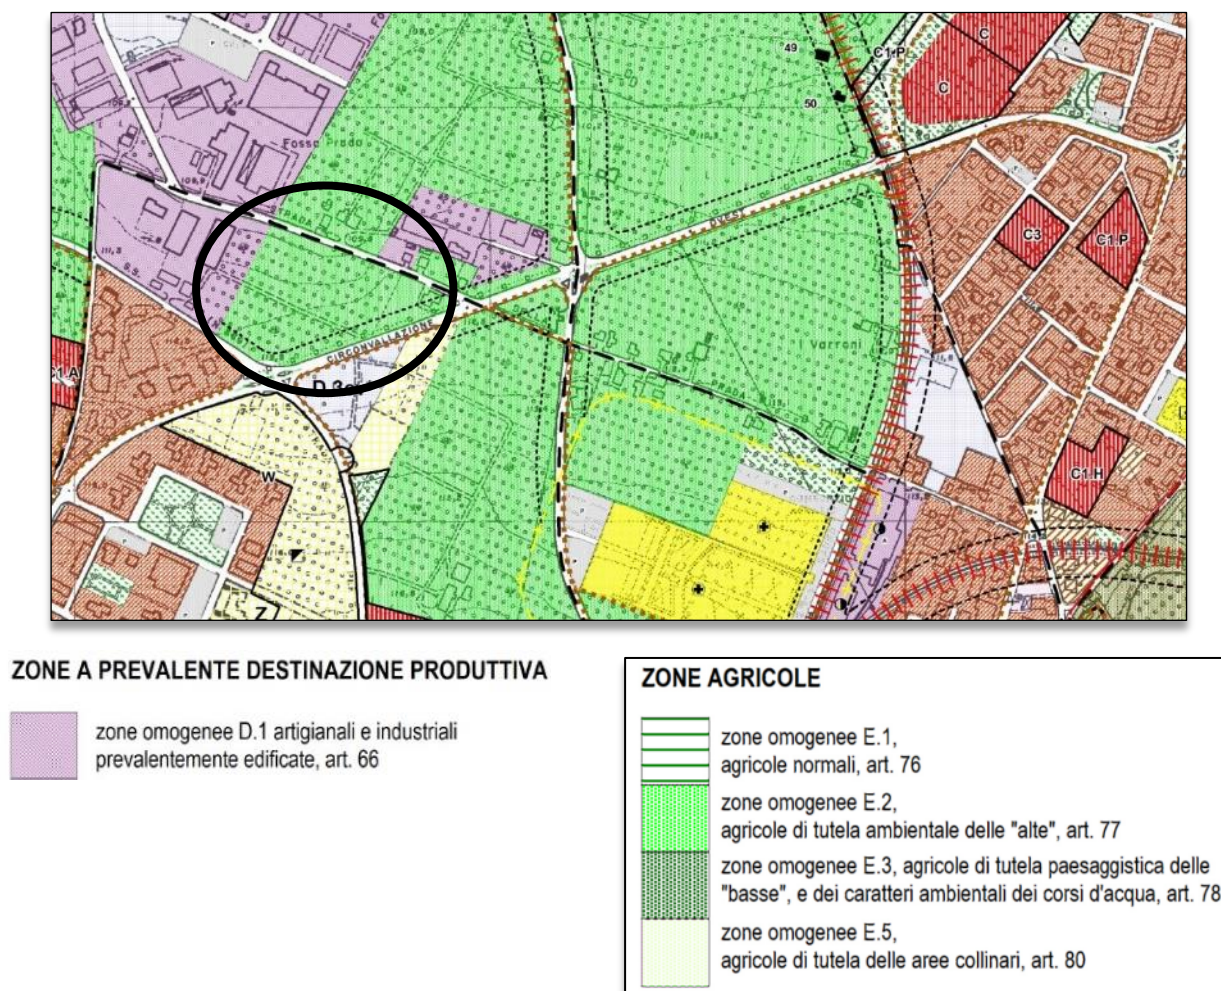 49
C1.P
C
C
50
Fossa Prada
OVEST
C3
C1.P
CIRCONVALLAZIONE
Varroni
C1.A
D.3
W
C1.H
Z
ZONE A PREVALENTE DESTINAZIONE PRODUTTIVA
zone omogenee D.1 artigianali e industriali
prevalentemente edificate, art. 66
ZONE AGRICOLE
zone omogenee E.1,
agricole normali, art. 76
zone omogenee E.2,
agricole di tutela ambientale delle "alte", art. 77
zone omogenee E.3, agricole di tutela paesaggistica delle
"basse", e dei caratteri ambientali dei corsi d'acqua, art. 78
zone omogenee E.5,
agricole di tutela delle aree collinari, art. 80